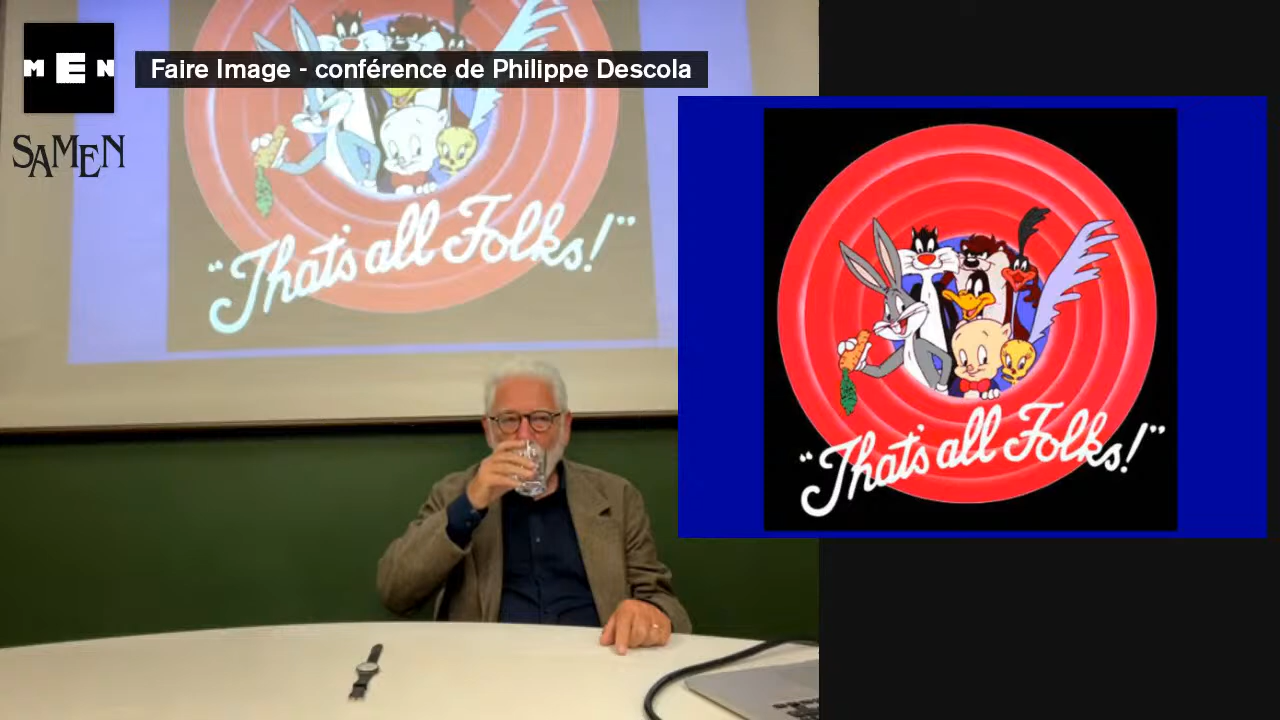 MEN
Faire Image - conférence de Philippe Descola
SAMEN
"That's all Folks!"
"That's all Folks!"